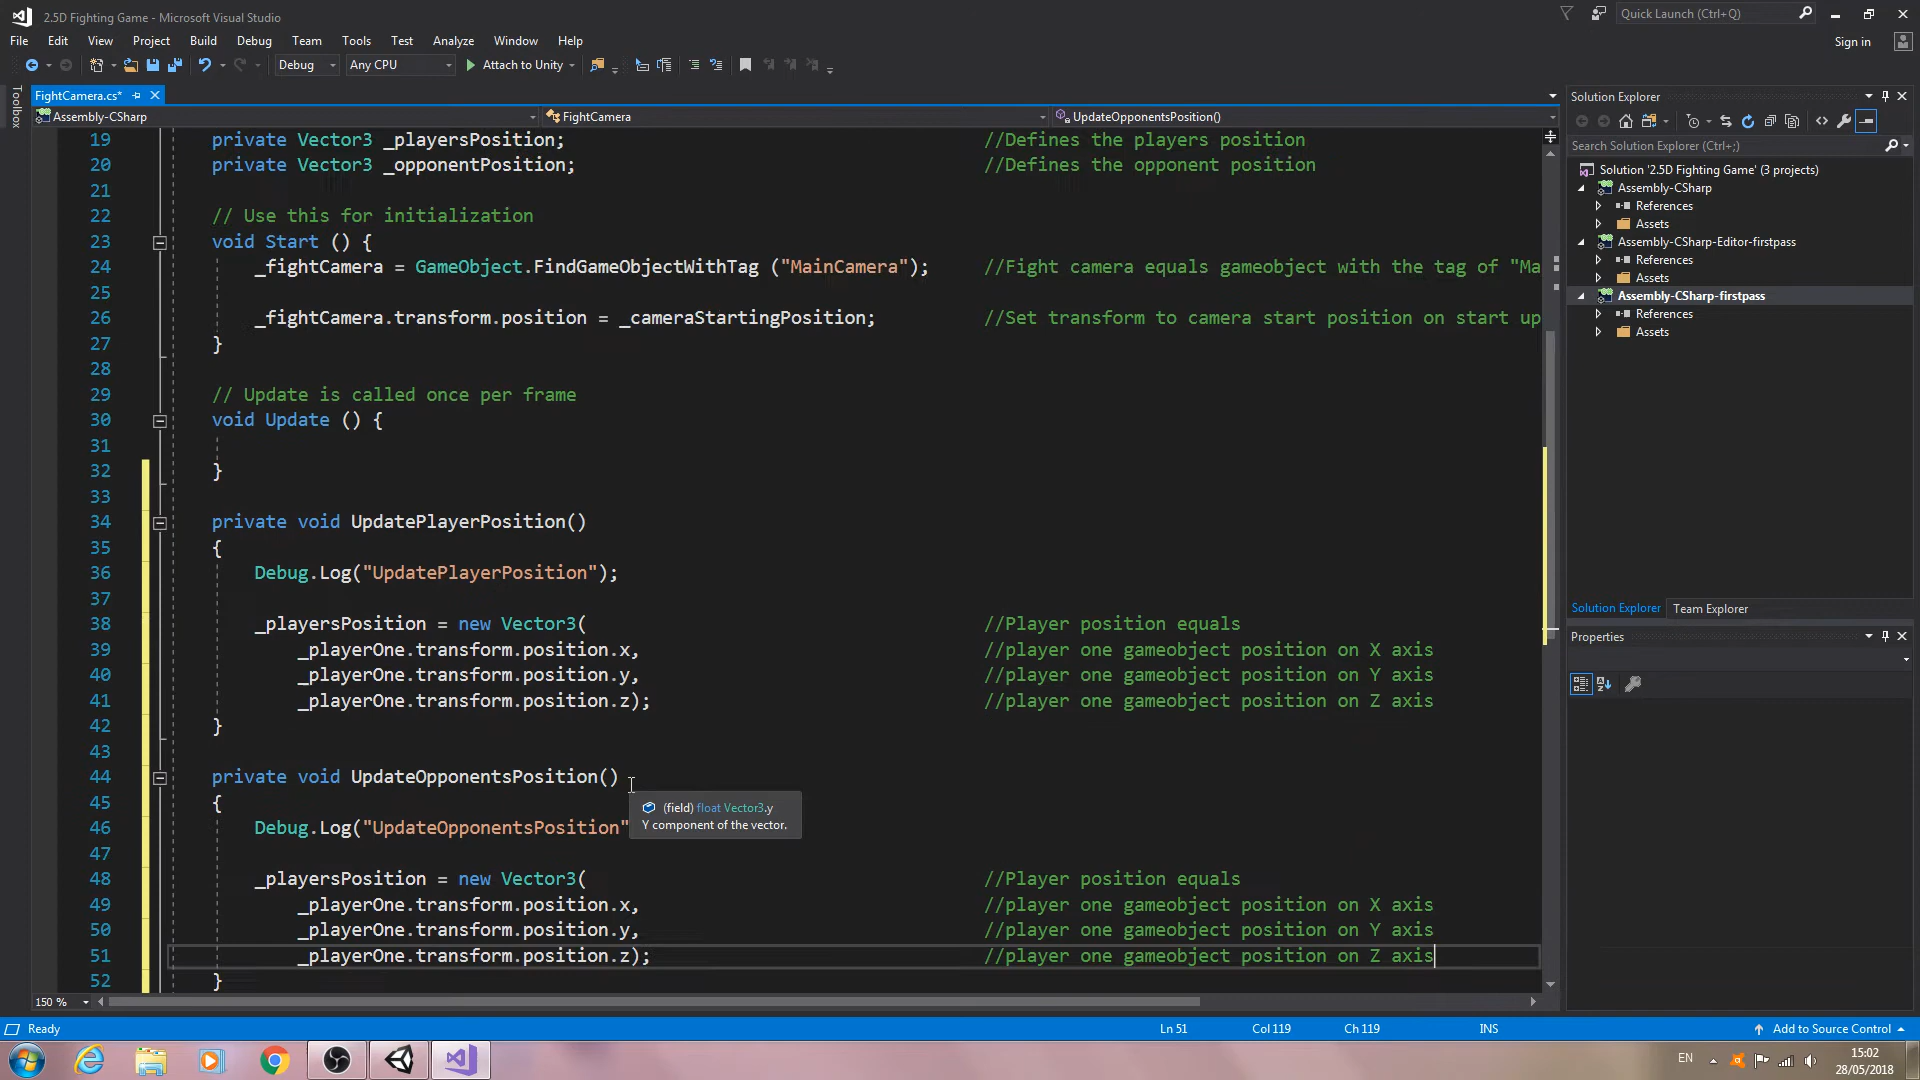 2.5D Fighting Game - Microsoft Visual Studio
Quick Launch (Ctrl+Q)
File Edit View Project Build Debug Team Tools Test Analyze Window Help
Sign in
Debug Any CPU Attach to Unity
Toolbox
FightCamera.cs*
Assembly-CSharp FightCamera UpdateOpponentsPosition()
19 private Vector3 _playersPosition; //Defines the players position
20 private Vector3 _opponentPosition; //Defines the opponent position
21
22 // Use this for initialization
23 void Start () {
24 _fightCamera = GameObject.FindGameObjectWithTag ("MainCamera"); //Fight camera equals gameobject with the tag of "Ma
25
26 _fightCamera.transform.position = _cameraStartingPosition; //Set transform to camera start position on start up
27 }
28
29 // Update is called once per frame
30 void Update () {
31
32 }
33
34 private void UpdatePlayerPosition()
35 {
36 Debug.Log("UpdatePlayerPosition");
37
38 _playersPosition = new Vector3( //Player position equals
39 _playerOne.transform.position.x, //player one gameobject position on X axis
40 _playerOne.transform.position.y, //player one gameobject position on Y axis
41 _playerOne.transform.position.z); //player one gameobject position on Z axis
42 }
43
44 private void UpdateOpponentsPosition()
45 {
46 Debug.Log("UpdateOpponentsPosition"
(field) float Vector3.y
Y component of the vector.
47
48 _playersPosition = new Vector3( //Player position equals
49 _playerOne.transform.position.x, //player one gameobject position on X axis
50 _playerOne.transform.position.y, //player one gameobject position on Y axis
51 _playerOne.transform.position.z); //player one gameobject position on Z axis
52 }
150 %
Solution Explorer
Search Solution Explorer (Ctrl+;)
Solution '2.5D Fighting Game' (3 projects)
Assembly-CSharp
References
Assets
Assembly-CSharp-Editor-firstpass
References
Assets
Assembly-CSharp-firstpass
References
Assets
Solution Explorer Team Explorer
Properties
Ready Ln 51 Col 119 Ch 119 INS Add to Source Control
EN 15:02
28/05/2018